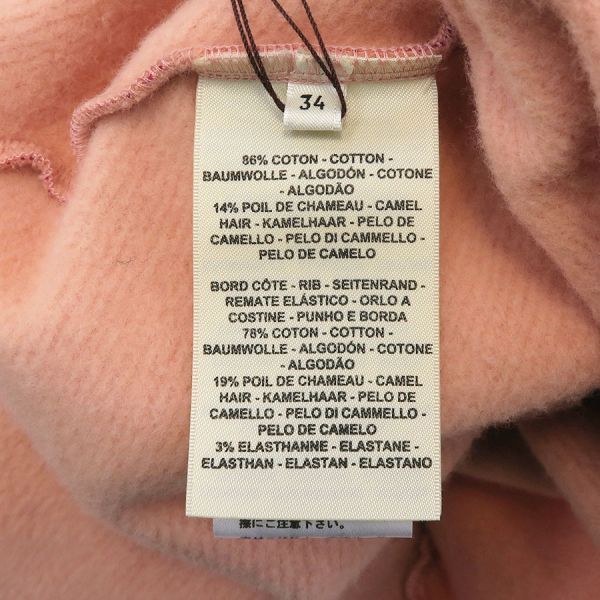 34
86% COTON - COTTON -
BAUMWOLLE - ALGODÓN - COTONE
- ALGODÃO
14% POIL DE CHAMEAU - CAMEL
HAIR - KAMELHAAR - PELO DE
CAMELLO - PELO DI CAMMELLO -
PELO DE CAMELO
BORD CÔTE - RIB - SEITENRAND -
REMATE ELÁSTICO - ORLO A
COSTINE - PUNHO E BORDA
78% COTON - COTTON -
BAUMWOLLE - ALGODÓN - COTONE
- ALGODÃO
19% POIL DE CHAMEAU - CAMEL
HAIR - KAMELHAAR - PELO DE
CAMELLO - PELO DI CAMMELLO -
PELO DE CAMELO
3% ELASTHANNE - ELASTANE -
ELASTHAN - ELASTAN - ELASTANO
際にご注意下さい。